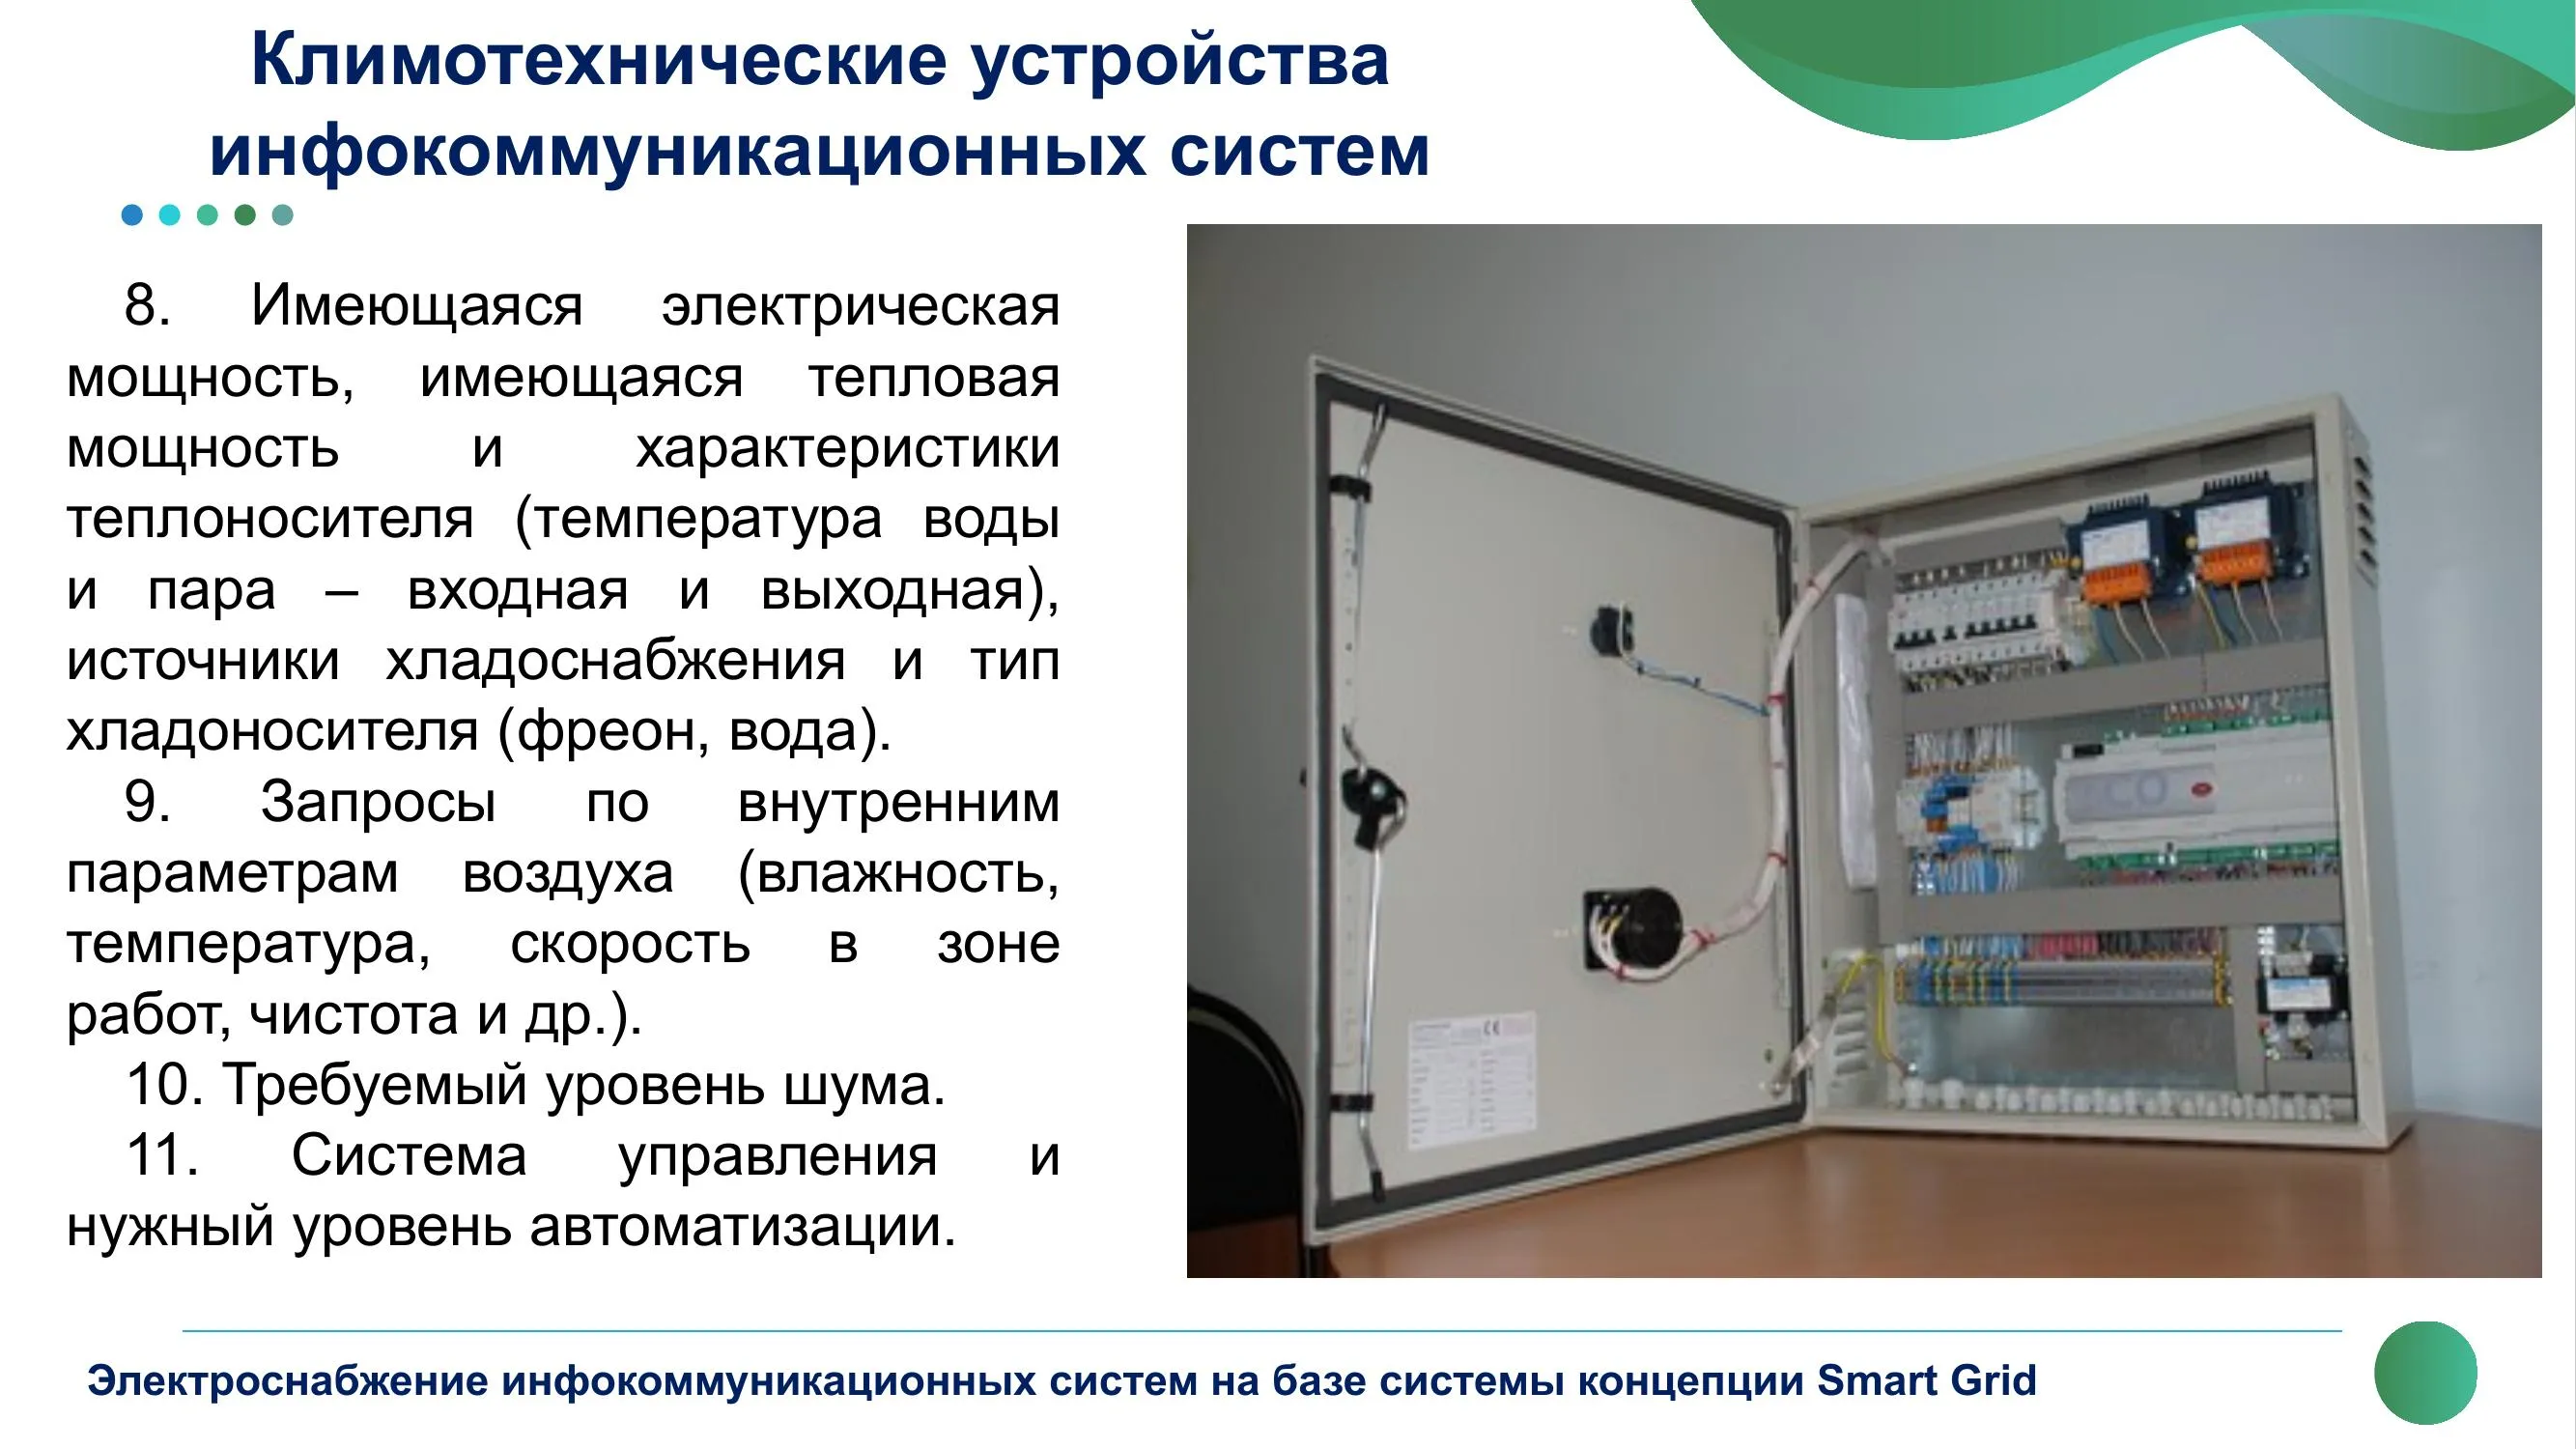 Климотехнические устройства
инфокоммуникационных систем
8. Имеющаяся электрическая
мощность, имеющаяся тепловая
мощность и характеристики
теплоносителя (температура воды
и пара – входная и выходная),
источники хладоснабжения и тип
хладоносителя (фреон, вода).
9. Запросы по внутренним
параметрам воздуха (влажность,
температура, скорость в зоне
работ, чистота и др.).
10. Требуемый уровень шума.
11. Система управления и
нужный уровень автоматизации.
CE
Электроснабжение инфокоммуникационных систем на базе системы концепции Smart Grid